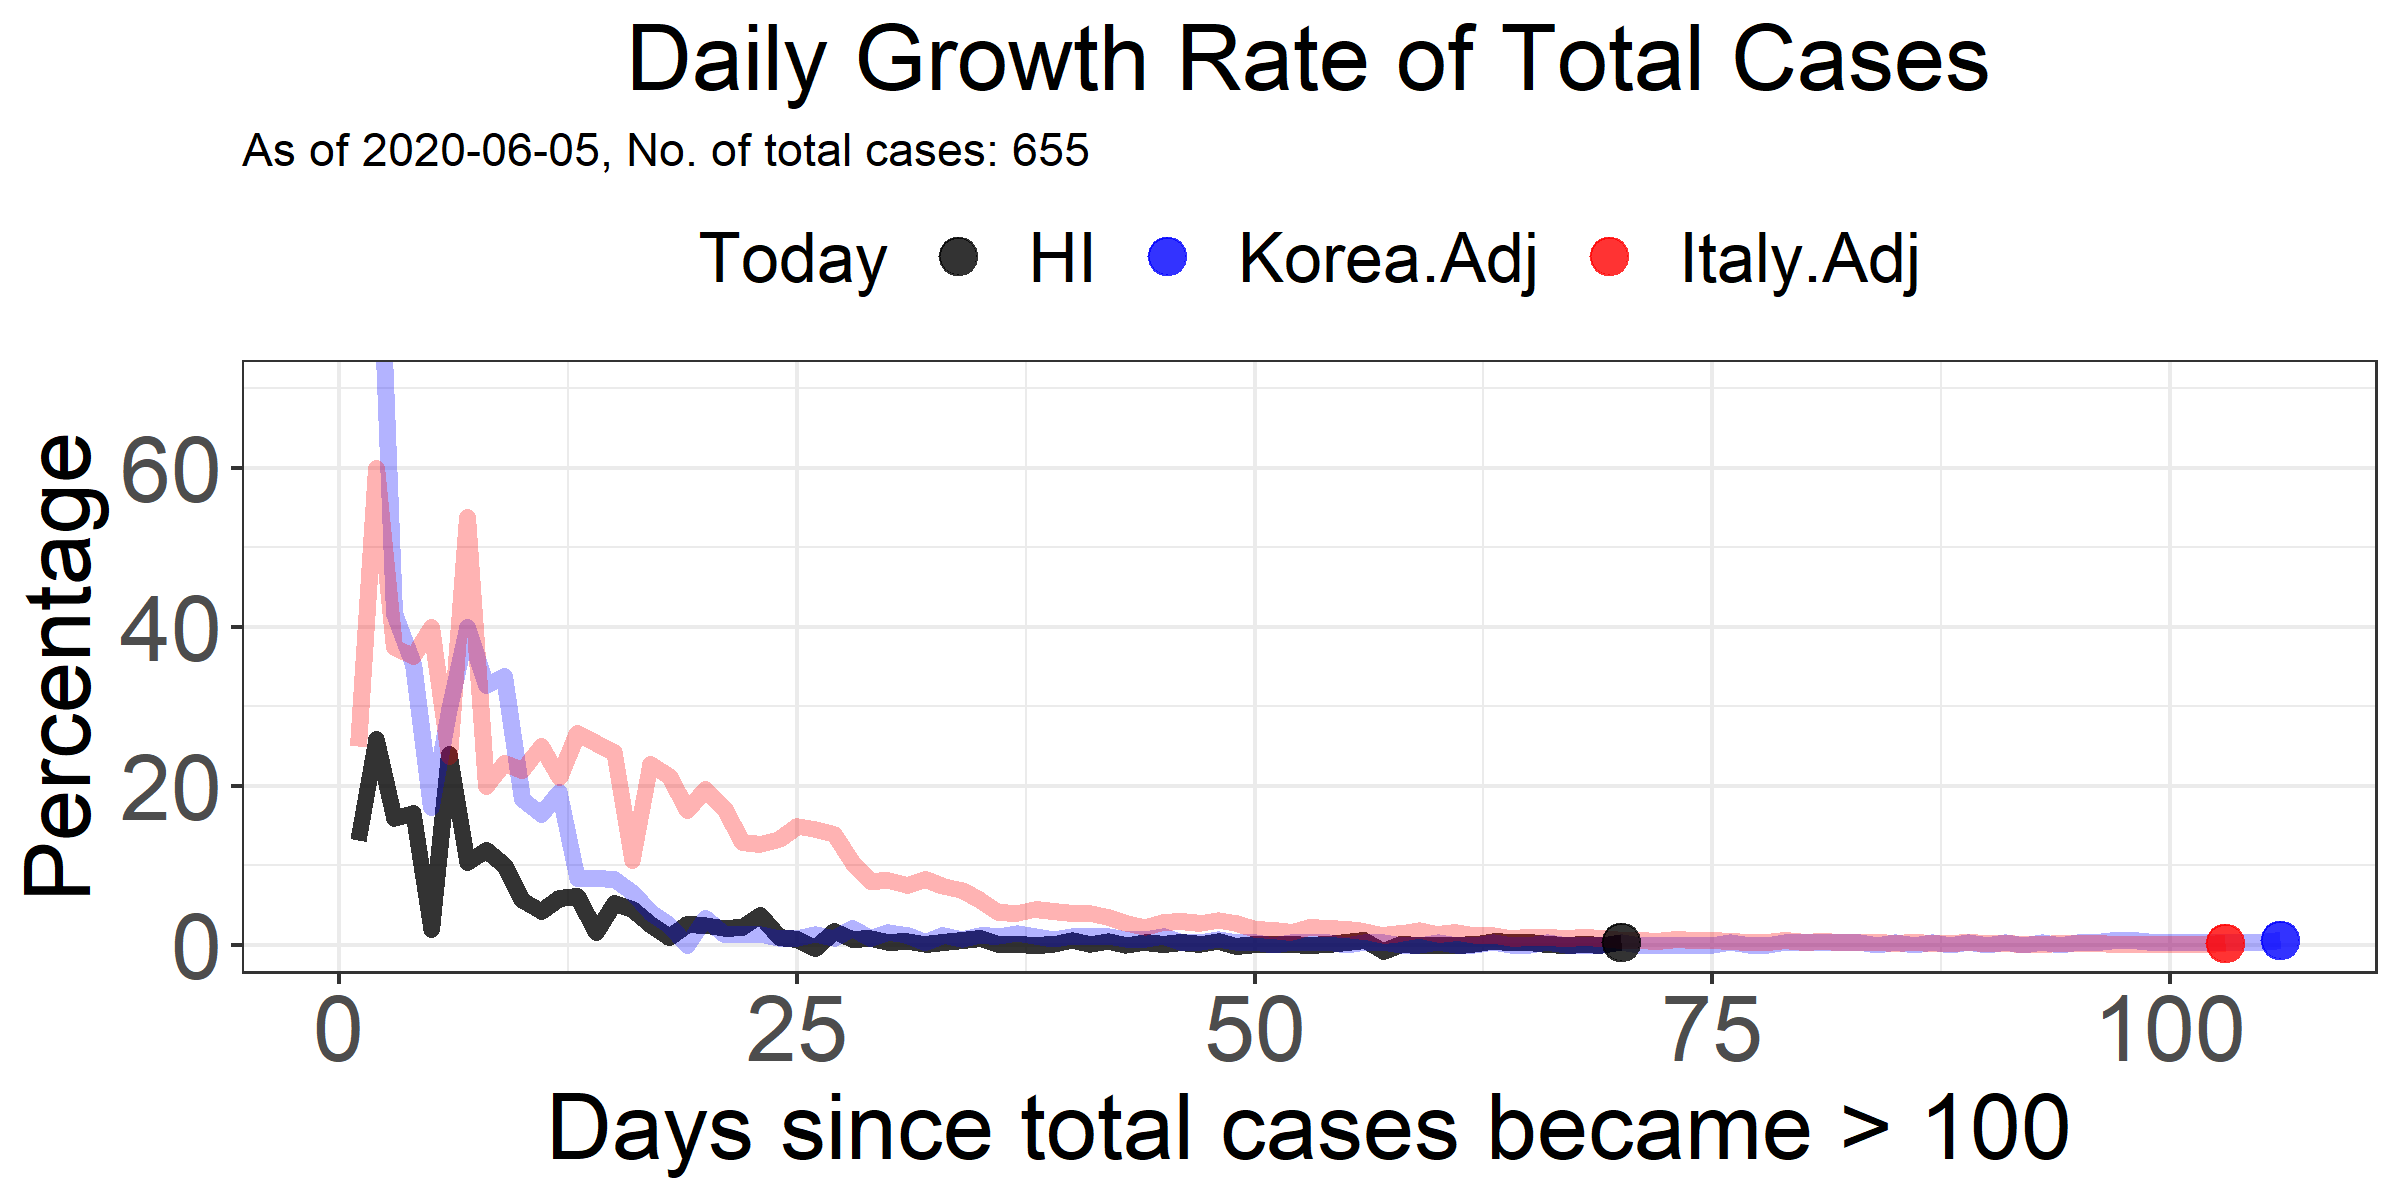 Daily Growth Rate of Total Cases
As of 2020-06-05, No. of total cases: 655
Today HI Korea.Adj Italy.Adj
Percentage
60
40
20
0
0 25 50 75 100
Days since total cases became > 100